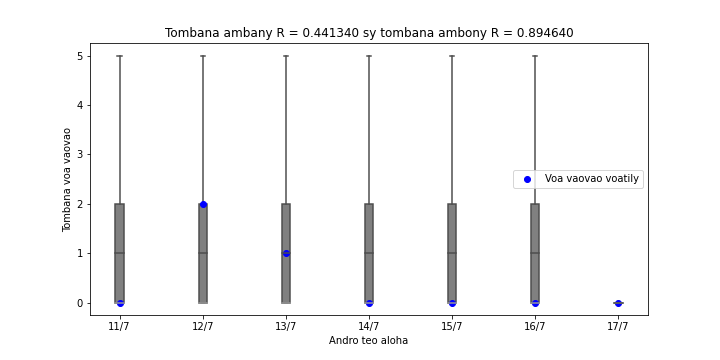 Tombana ambany R = 0.441340 sy tombana ambony R = 0.894640
Tombana voa vaovao
5
4
3
2
1
0
Voa vaovao voatily
11/7 12/7 13/7 14/7 15/7 16/7 17/7
Andro teo aloha